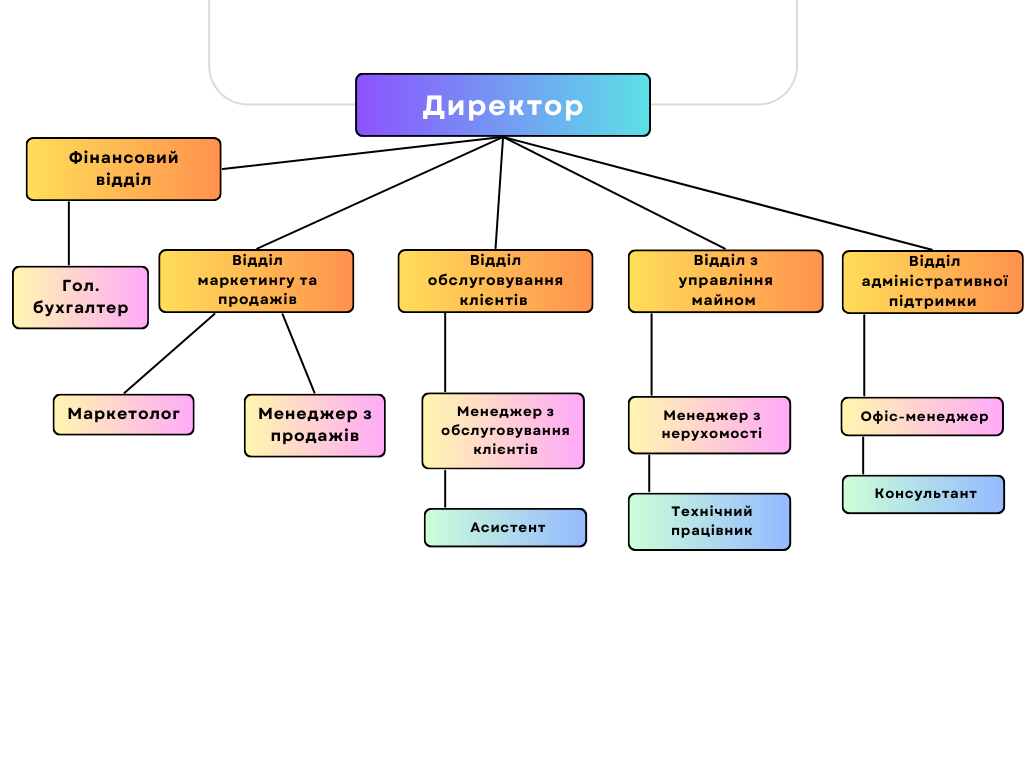 Директор
Фінансовий
відділ
Гол.
бухгалтер
Відділ
маркетингу та
продажів
Відділ
обслуговування
клієнтів
Відділ з
управління
майном
Відділ
адміністративної
підтримки
Маркетолог
Менеджер з
продажів
Менеджер з
обслуговування
клієнтів
Менеджер з
нерухомості
Офіс-менеджер
Асистент
Технічний
працівник
Консультант